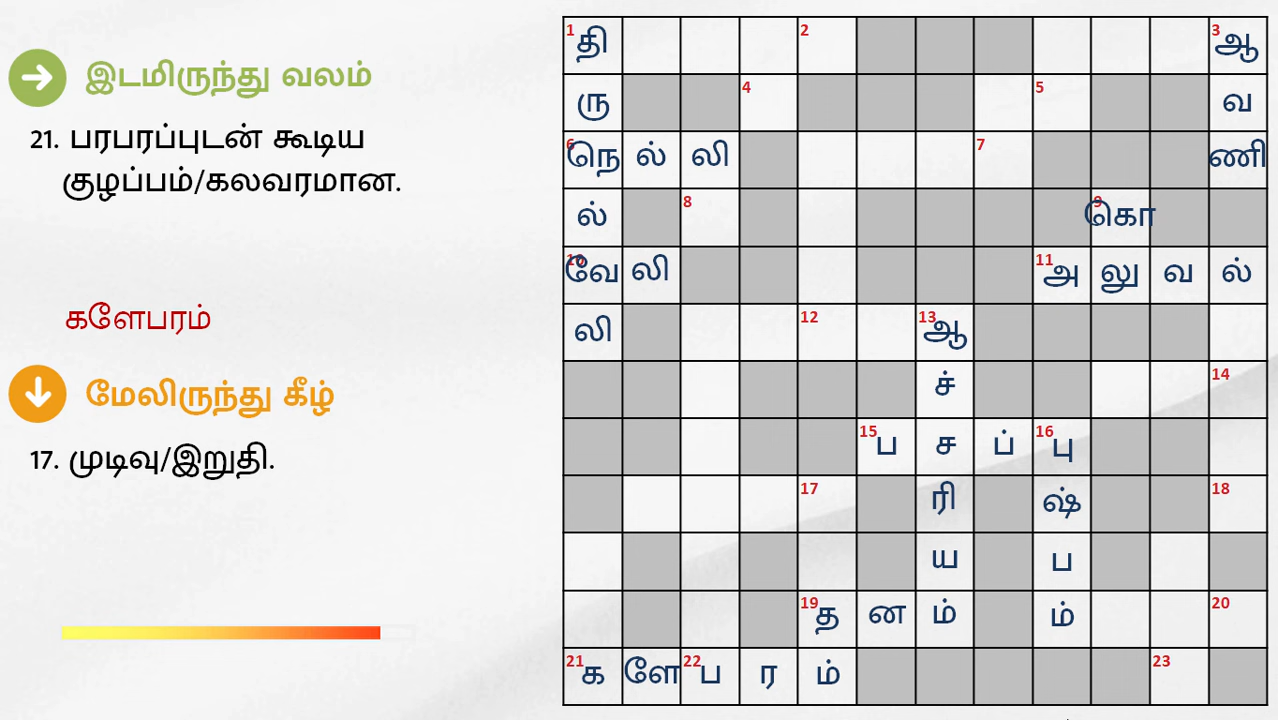 இடமிருந்து வலம்
21. பரபரப்புடன் கூடிய
குழப்பம்/கலவரமான.
களேபரம்
மேலிருந்து கீழ்
17. முடிவு/இறுதி.
1 தி 2 3 ஆ
ரு 4 5 வ
6 நெ ல் லி 7 ணி
ல் 8 9 கொ
10 வே லி 11 அ லு வ ல்
லி 12 13 ஆ
ச் 14
15 ப ச ப் 16 பு
17 ரி ஷ் 18
ய ப
19 த ன ம் ம் 20
21 க ளே 22 ப ர ம் 23